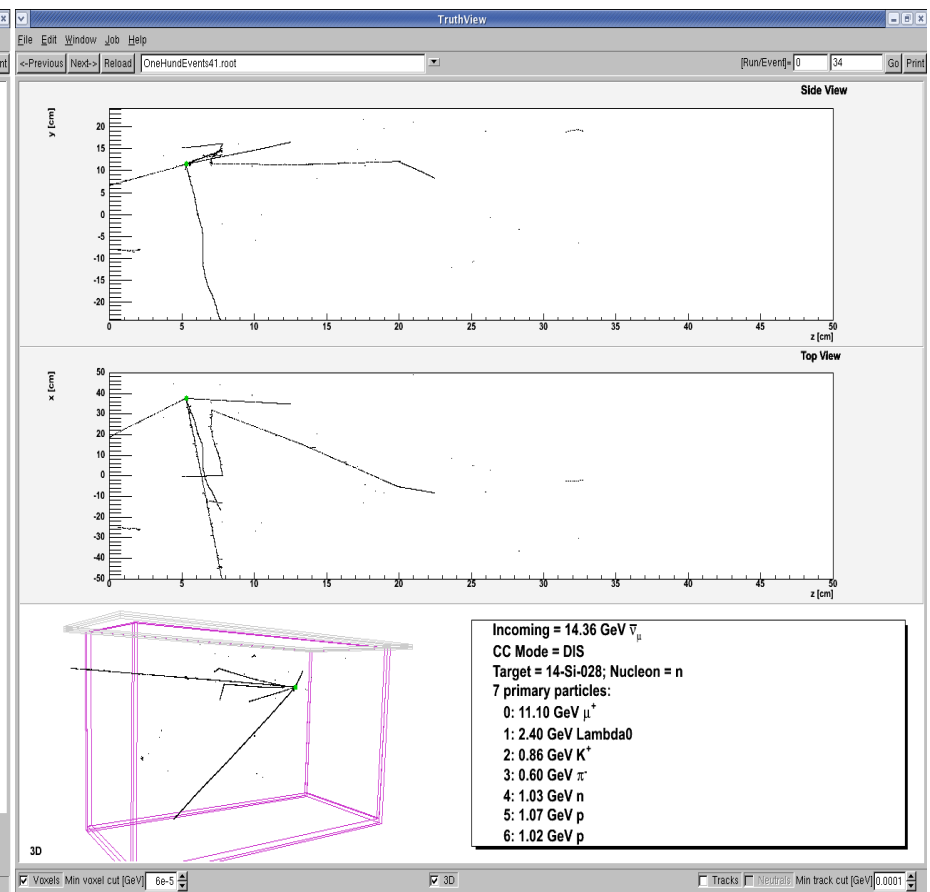 TruthView
File Edit Window Job Help
nt <-Previous Next-> Reload OneHundEvents41.root [Run/Event]= 0 34 Go Print
Side View
y [cm]
20
15
10
5
0
-5
-10
-15
-20
0 5 10 15 20 25 30 35 40 45 50
z [cm]
Top View
x [cm]
50
40
30
20
10
0
-10
-20
-30
-40
-50
0 5 10 15 20 25 30 35 40 45 50
z [cm]
Incoming = 14.36 GeV ν̅μ
CC Mode = DIS
Target = 14-Si-028; Nucleon = n
7 primary particles:
0: 11.10 GeV μ+
1: 2.40 GeV Lambda0
2: 0.86 GeV K+
3: 0.60 GeV π-
4: 1.03 GeV n
5: 1.07 GeV p
6: 1.02 GeV p
3D
Voxels Min voxel cut [GeV] 6e-5 3D Tracks Neutrals Min track cut [GeV] 0.0001